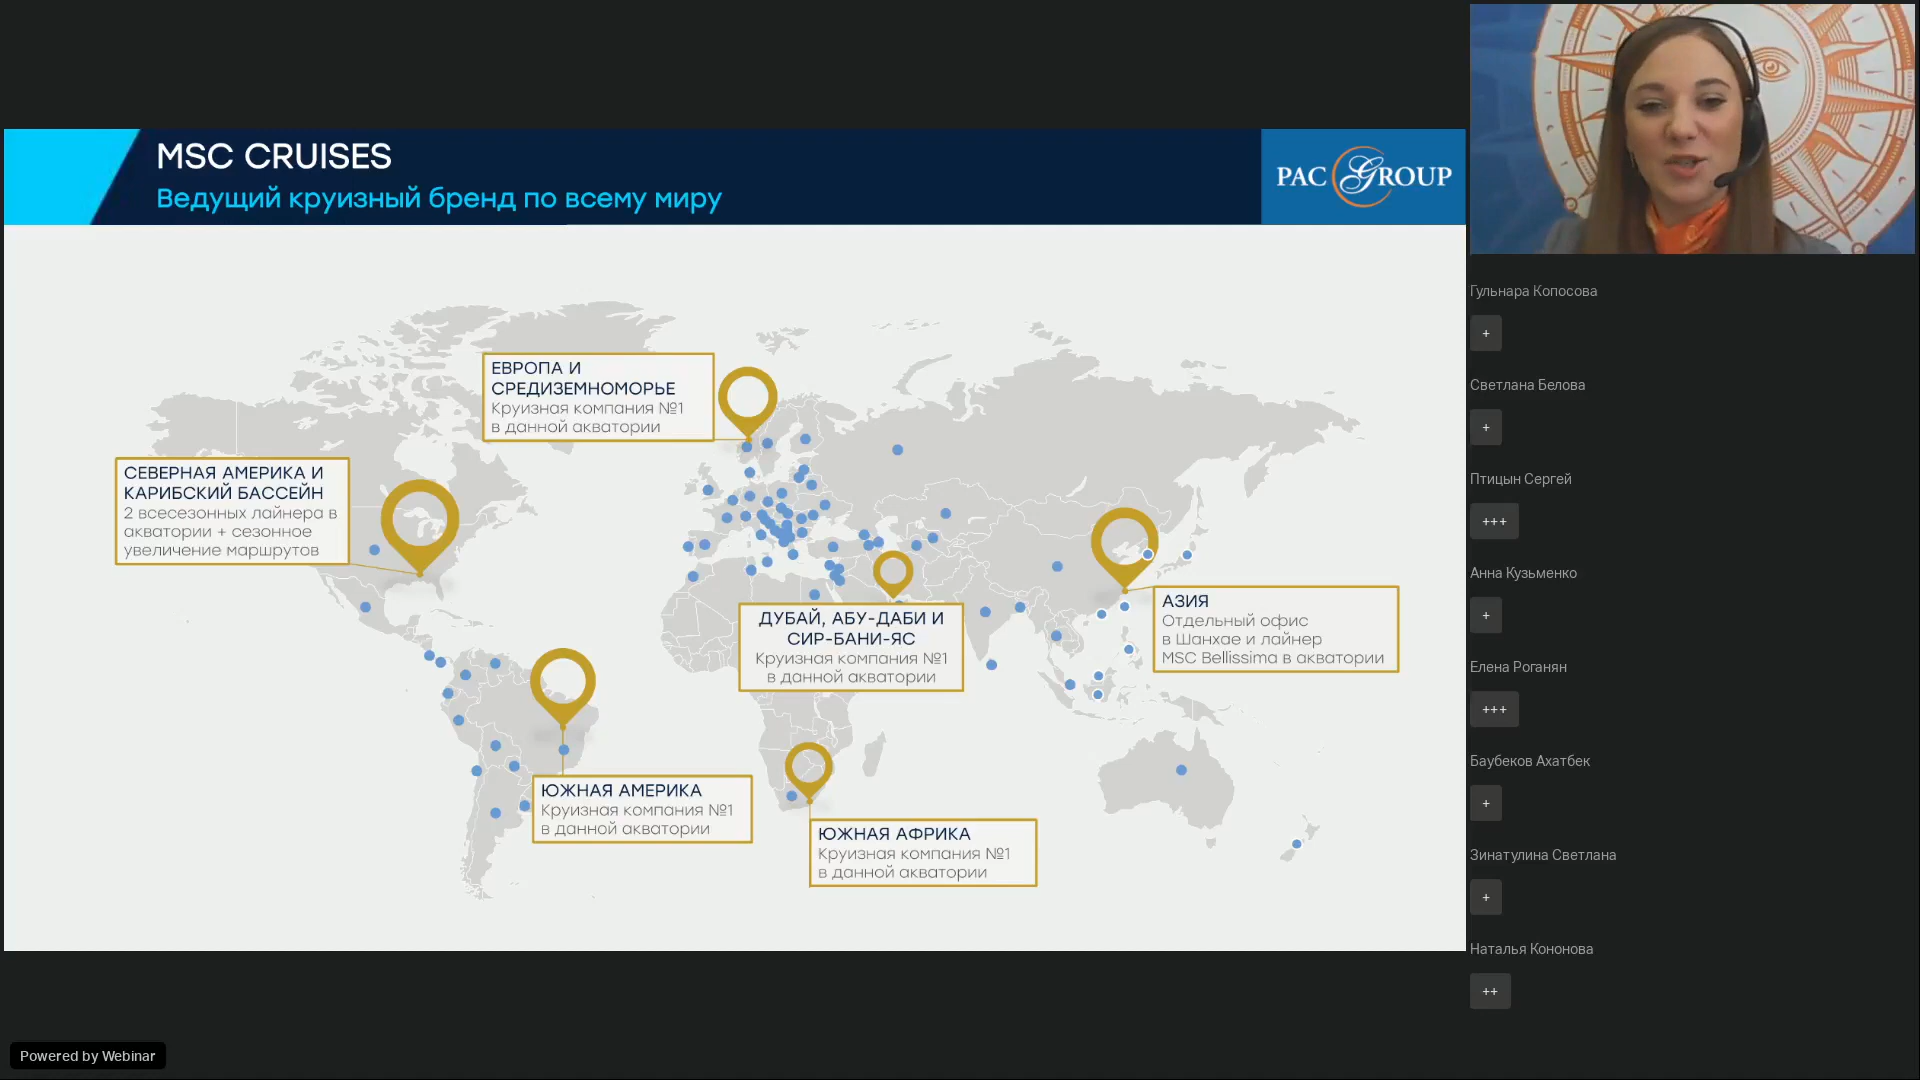 MSC CRUISES
Ведущий круизный бренд по всему миру
PAC GROUP
ЕВРОПА И
СРЕДИЗЕМНОМОРЬЕ
Круизная компания №1
в данной акватории
СЕВЕРНАЯ АМЕРИКА И
КАРИБСКИЙ БАССЕЙН
2 всесезонных лайнера в
акватории + сезонное
увеличение маршрутов
ДУБАЙ, АБУ-ДАБИ И
СИР-БАНИ-ЯС
Круизная компания №1
в данной акватории
АЗИЯ
Отдельный офис
в Шанхае и лайнер
MSC Bellissima в акватории
ЮЖНАЯ АМЕРИКА
Круизная компания №1
в данной акватории
ЮЖНАЯ АФРИКА
Круизная компания №1
в данной акватории
Гульнара Копосова
+
Светлана Белова
+
Птицын Сергей
+++
Анна Кузьменко
+
Елена Роганян
+++
Баубеков Ахатбек
+
Зинатулина Светлана
+
Наталья Кононова
++
Powered by Webinar